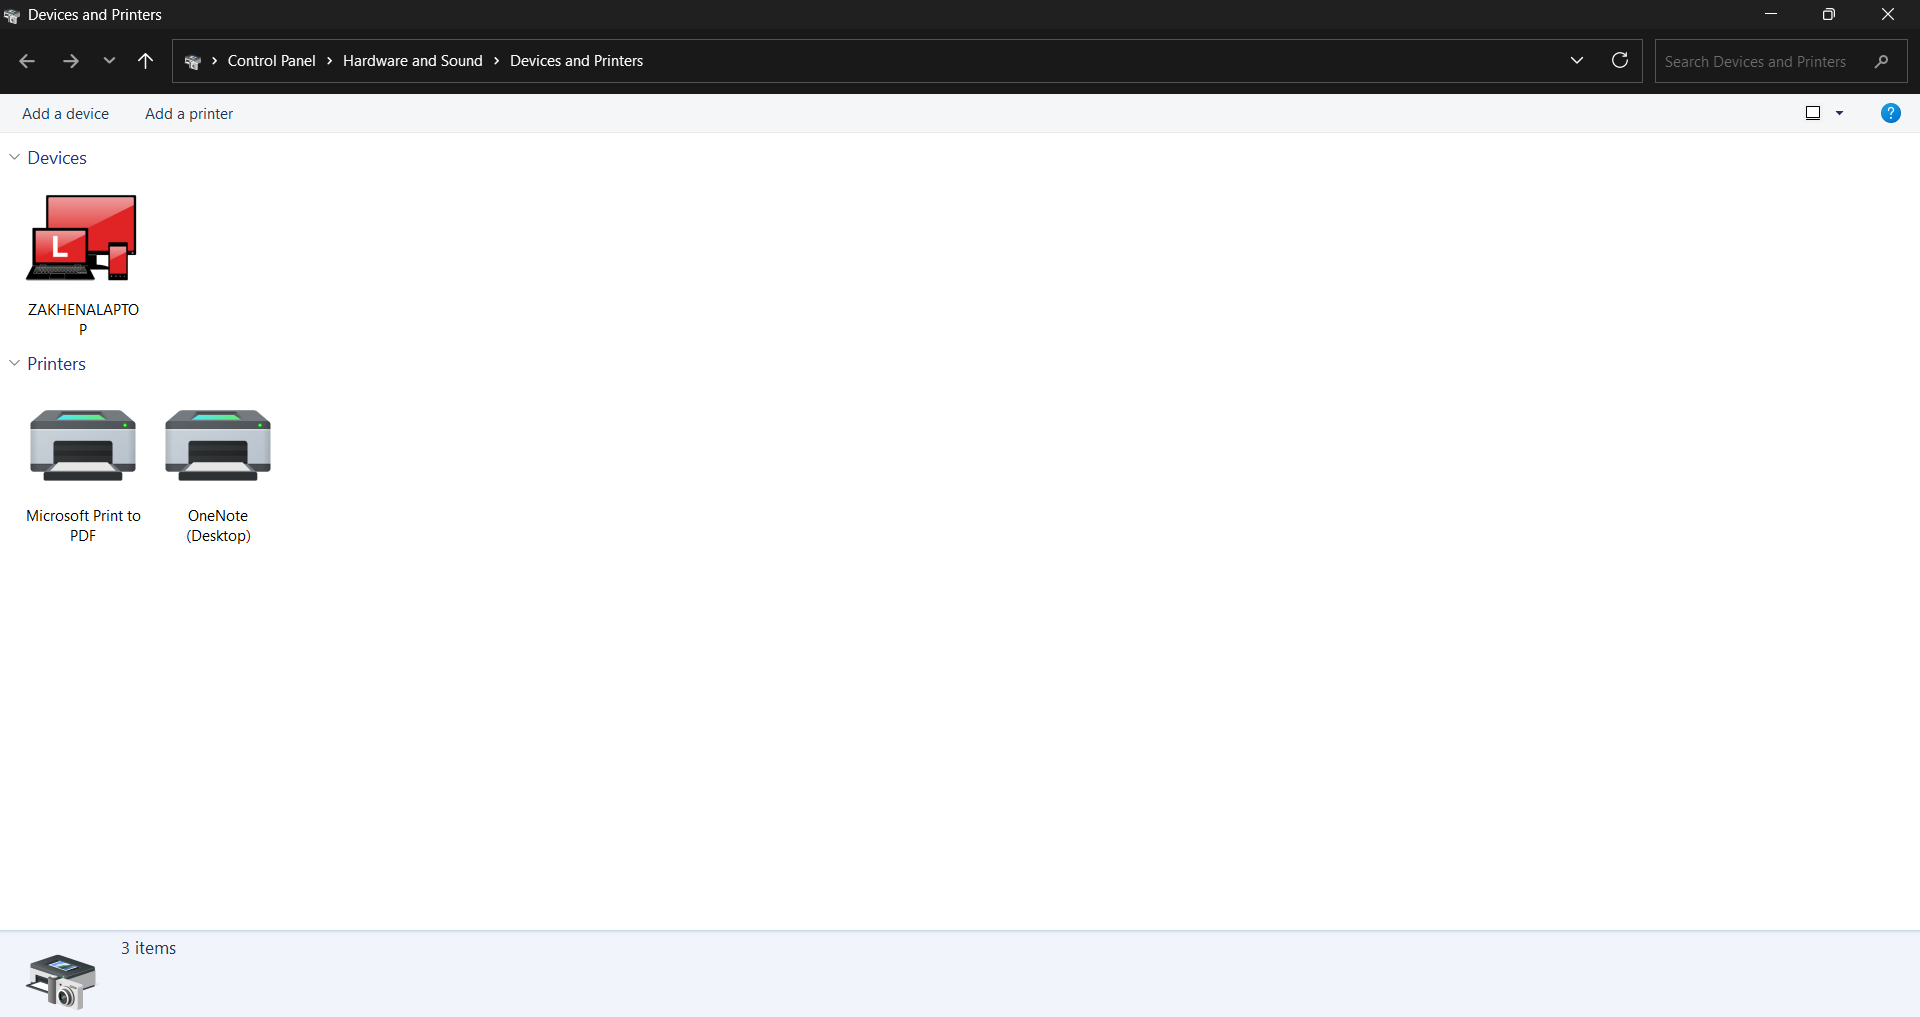 Devices and Printers
Control Panel > Hardware and Sound > Devices and Printers
Search Devices and Printers
Add a device
Add a printer
?
Devices
L
ZAKHENALAPTO
P
Printers
Microsoft Print to
PDF
OneNote
(Desktop)
3 items